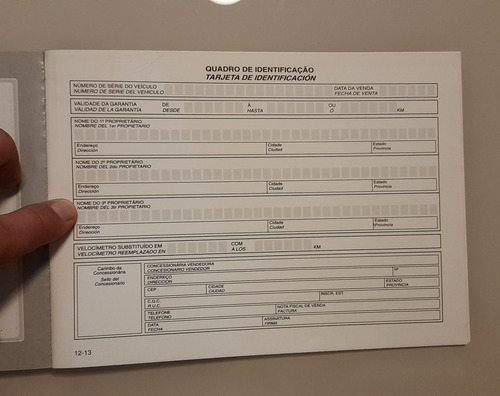 QUADRO DE IDENTIFICAÇÃO
TARJETA DE IDENTIFICACIÓN
NÚMERO DE SÉRIE DO VEÍCULO DATA DA VENDA
NÚMERO DE SERIE DEL VEHICULO FECHA DE VENTA
VALIDADE DA GARANTIA DE À OU
VALIDAD DE LA GARANTÍA DESDE HASTA Ó KM
NOME DO 1º PROPRIETÁRIO
NOMBRE DEL 1er PROPIETARIO
Endereço Cidade Estado
Dirección Ciudad Provincia
NOME DO 2º PROPRIETÁRIO
NOMBRE DEL 2do PROPIETARIO
Endereço Cidade Estado
Dirección Ciudad Provincia
NOME DO 3º PROPRIETÁRIO
NOMBRE DEL 3er PROPIETARIO
Endereço Cidade Estado
Dirección Ciudad Provincia
VELOCÍMETRO SUBSTITUÍDO EM COM
VELOCÍMETRO REEMPLAZADO EN A LOS KM
Carimbo da
Concessionária
Sello del
Concesionario
CONCESSIONÁRIA VENDEDORA
CONCESIONARIO VENDEDOR Nº
ENDEREÇO ESTADO
DIRECCIÓN PROVINCIA
CEP CIDADE
CIUDAD
INSCR. EST.
C.G.C.
R.U.C.
NOTA FISCAL DE VENDA
FACTURA
TELEFONE
TELEFONO
ASSINATURA
FIRMA
DATA
FECHA
12-13